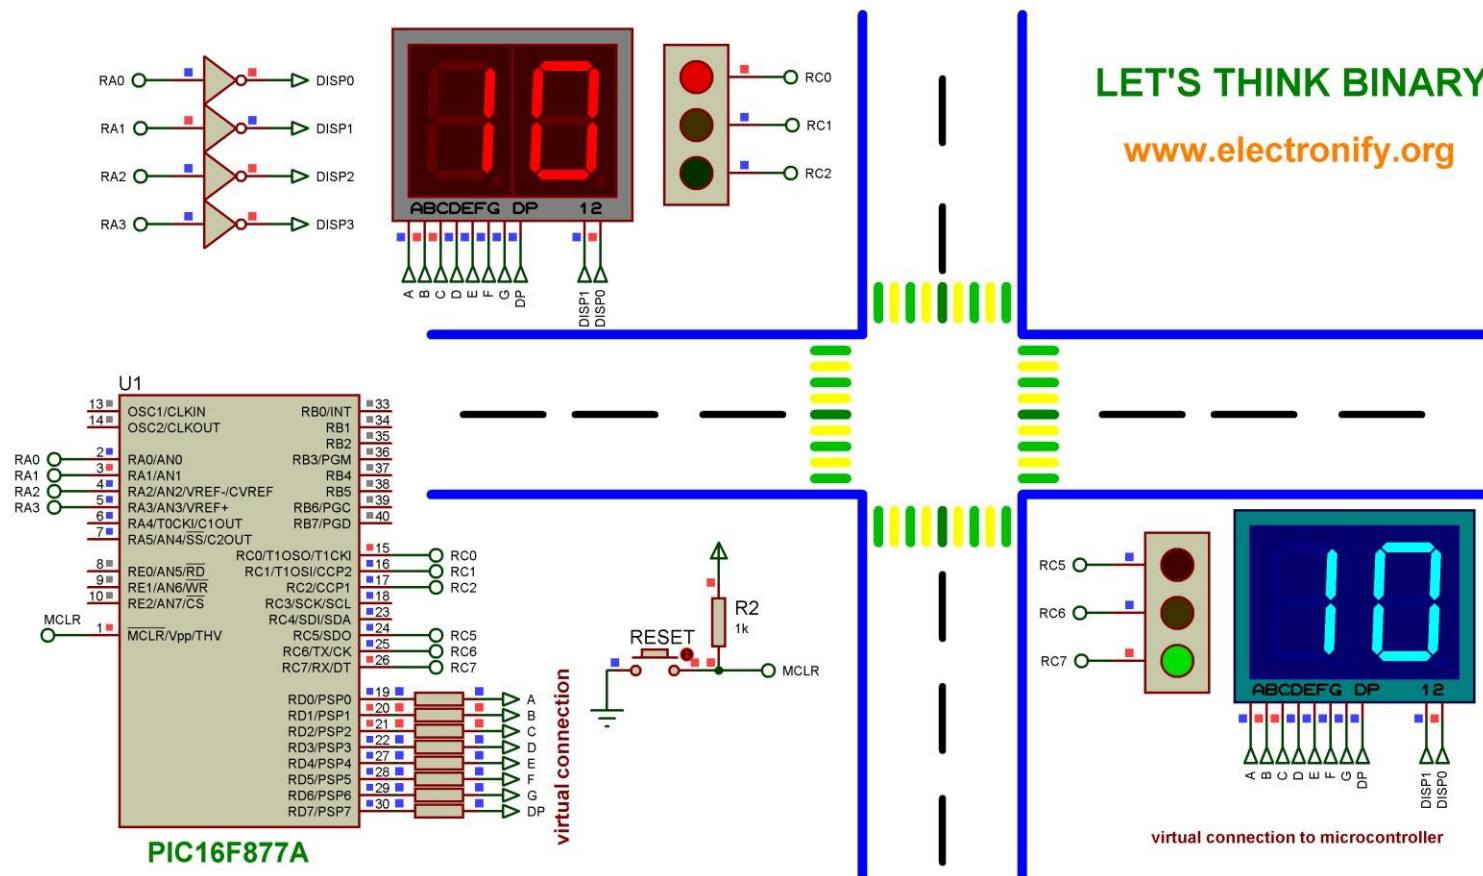 RA0
DISP0
RA1
DISP1
RA2
DISP2
RA3
DISP3
10
ABCDEFG DP 12
A
B
C
D
E
F
G
DP
DISP1
DISP0
RC0
RC1
RC2
LET'S THINK BINARY
www.electronify.org
U1
13 OSC1/CLKIN
14 OSC2/CLKOUT
RA0 2 RA0/AN0
RA1 3 RA1/AN1
RA2 4 RA2/AN2/VREF-/CVREF
RA3 5 RA3/AN3/VREF+
6 RA4/T0CKI/C1OUT
7 RA5/AN4/SS/C2OUT
8 RE0/AN5/RD
9 RE1/AN6/WR
10 RE2/AN7/CS
MCLR
1 MCLR/Vpp/THV
RB0/INT 33
RB1 34
RB2 35
RB3/PGM 36
RB4 37
RB5 38
RB6/PGC 39
RB7/PGD 40
RC0/T1OSO/T1CKI 15 RC0
RC1/T1OSI/CCP2 16 RC1
RC2/CCP1 17 RC2
RC3/SCK/SCL 18
RC4/SDI/SDA 23
RC5/SDO 24 RC5
RC6/TX/CK 25 RC6
RC7/RX/DT 26 RC7
RD0/PSP0 19 A
RD1/PSP1 20 B
RD2/PSP2 21 C
RD3/PSP3 22 D
RD4/PSP4 27 E
RD5/PSP5 28 F
RD6/PSP6 29 G
RD7/PSP7 30 DP
PIC16F877A
virtual connection
R2
1k
RESET
MCLR
RC5
RC6
RC7
10
ABCDEFG DP 12
A
B
C
D
E
F
G
DP
DISP1
DISP0
virtual connection to microcontroller